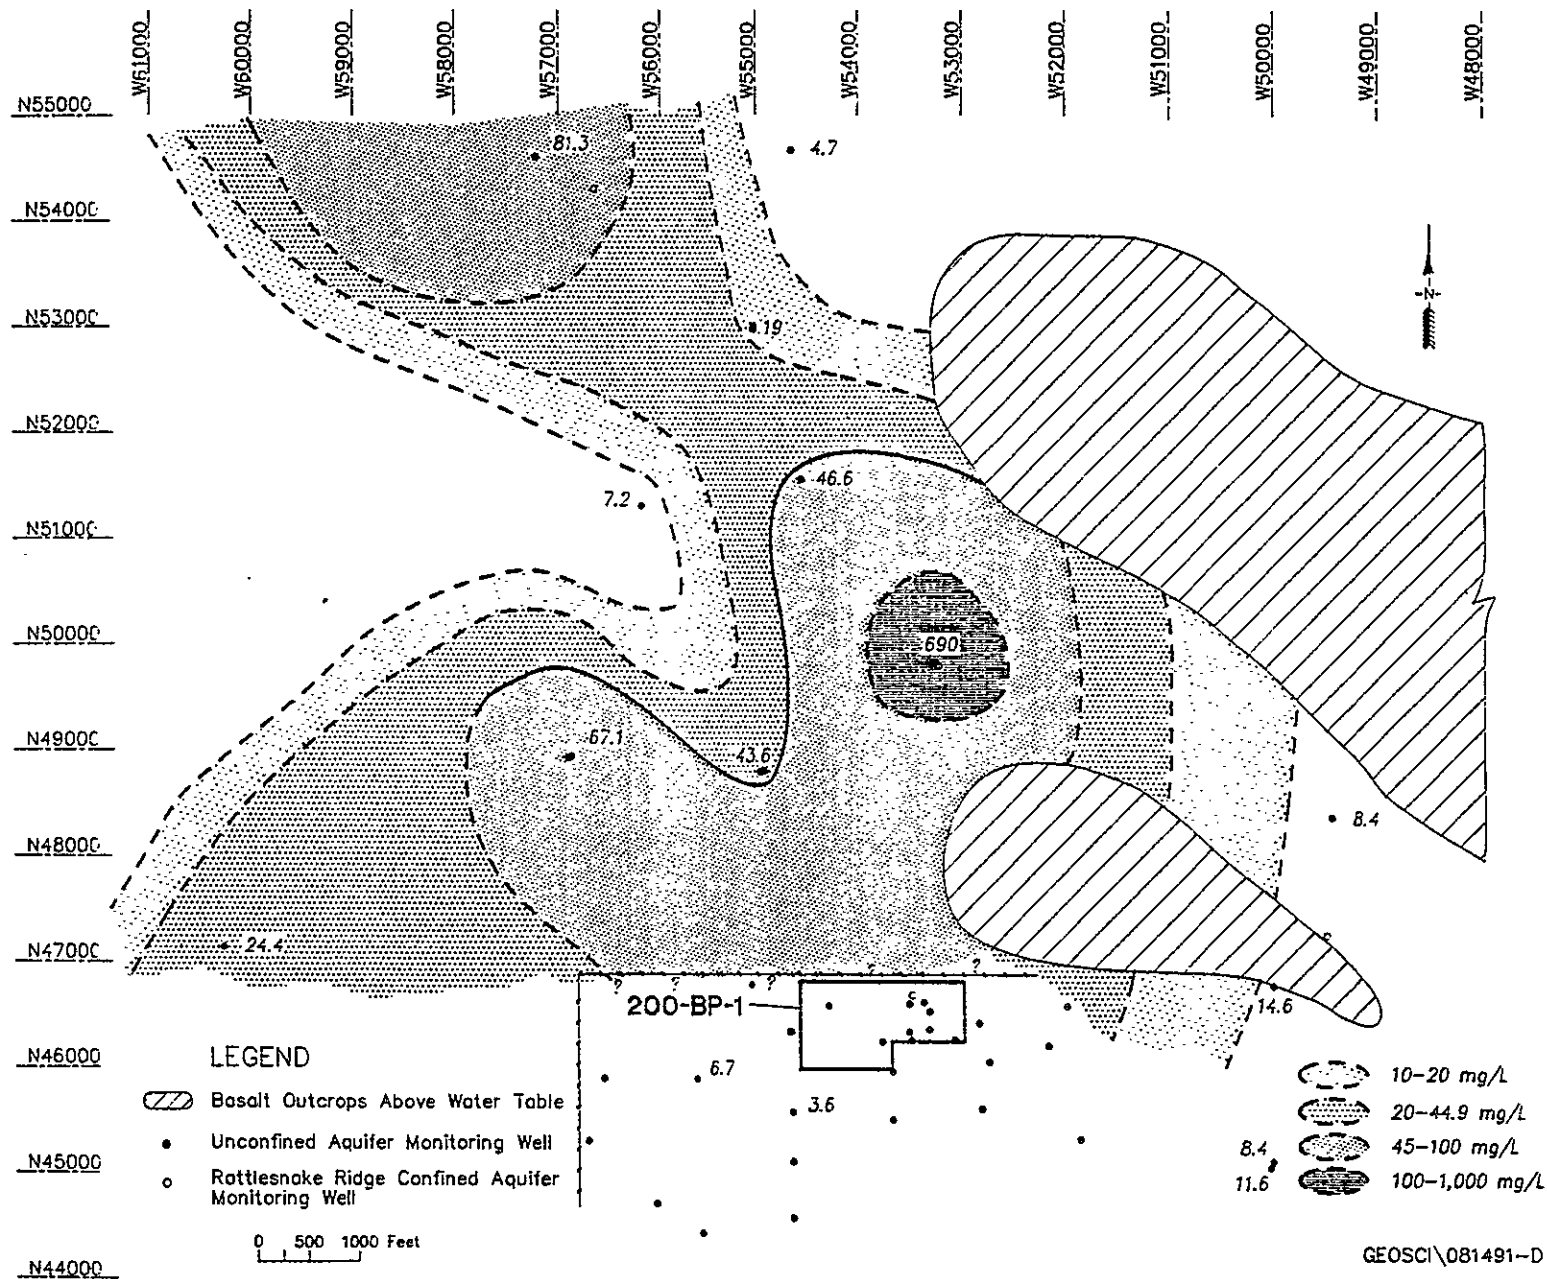 W61000
W60000
W59000
W58000
W57000
W56000
W55000
W54000
W53000
W52000
W51000
W50000
W49000
W48000
N55000
81.3
4.7
N54000
N
N53000
19
N52000
46.6
7.2
N51000
N50000
690
N49000
67.1
43.6
8.4
N48000
24.4
N47000
? ? ? ? ?
200-BP-1
14.6
N46000
6.7
3.6
LEGEND
Basalt Outcrops Above Water Table
Unconfined Aquifer Monitoring Well
Rattlesnake Ridge Confined Aquifer
Monitoring Well
N45000
8.4
11.6
10-20 mg/L
20-44.9 mg/L
45-100 mg/L
100-1,000 mg/L
0 500 1000 Feet
N44000
GEOSCI\081491-D